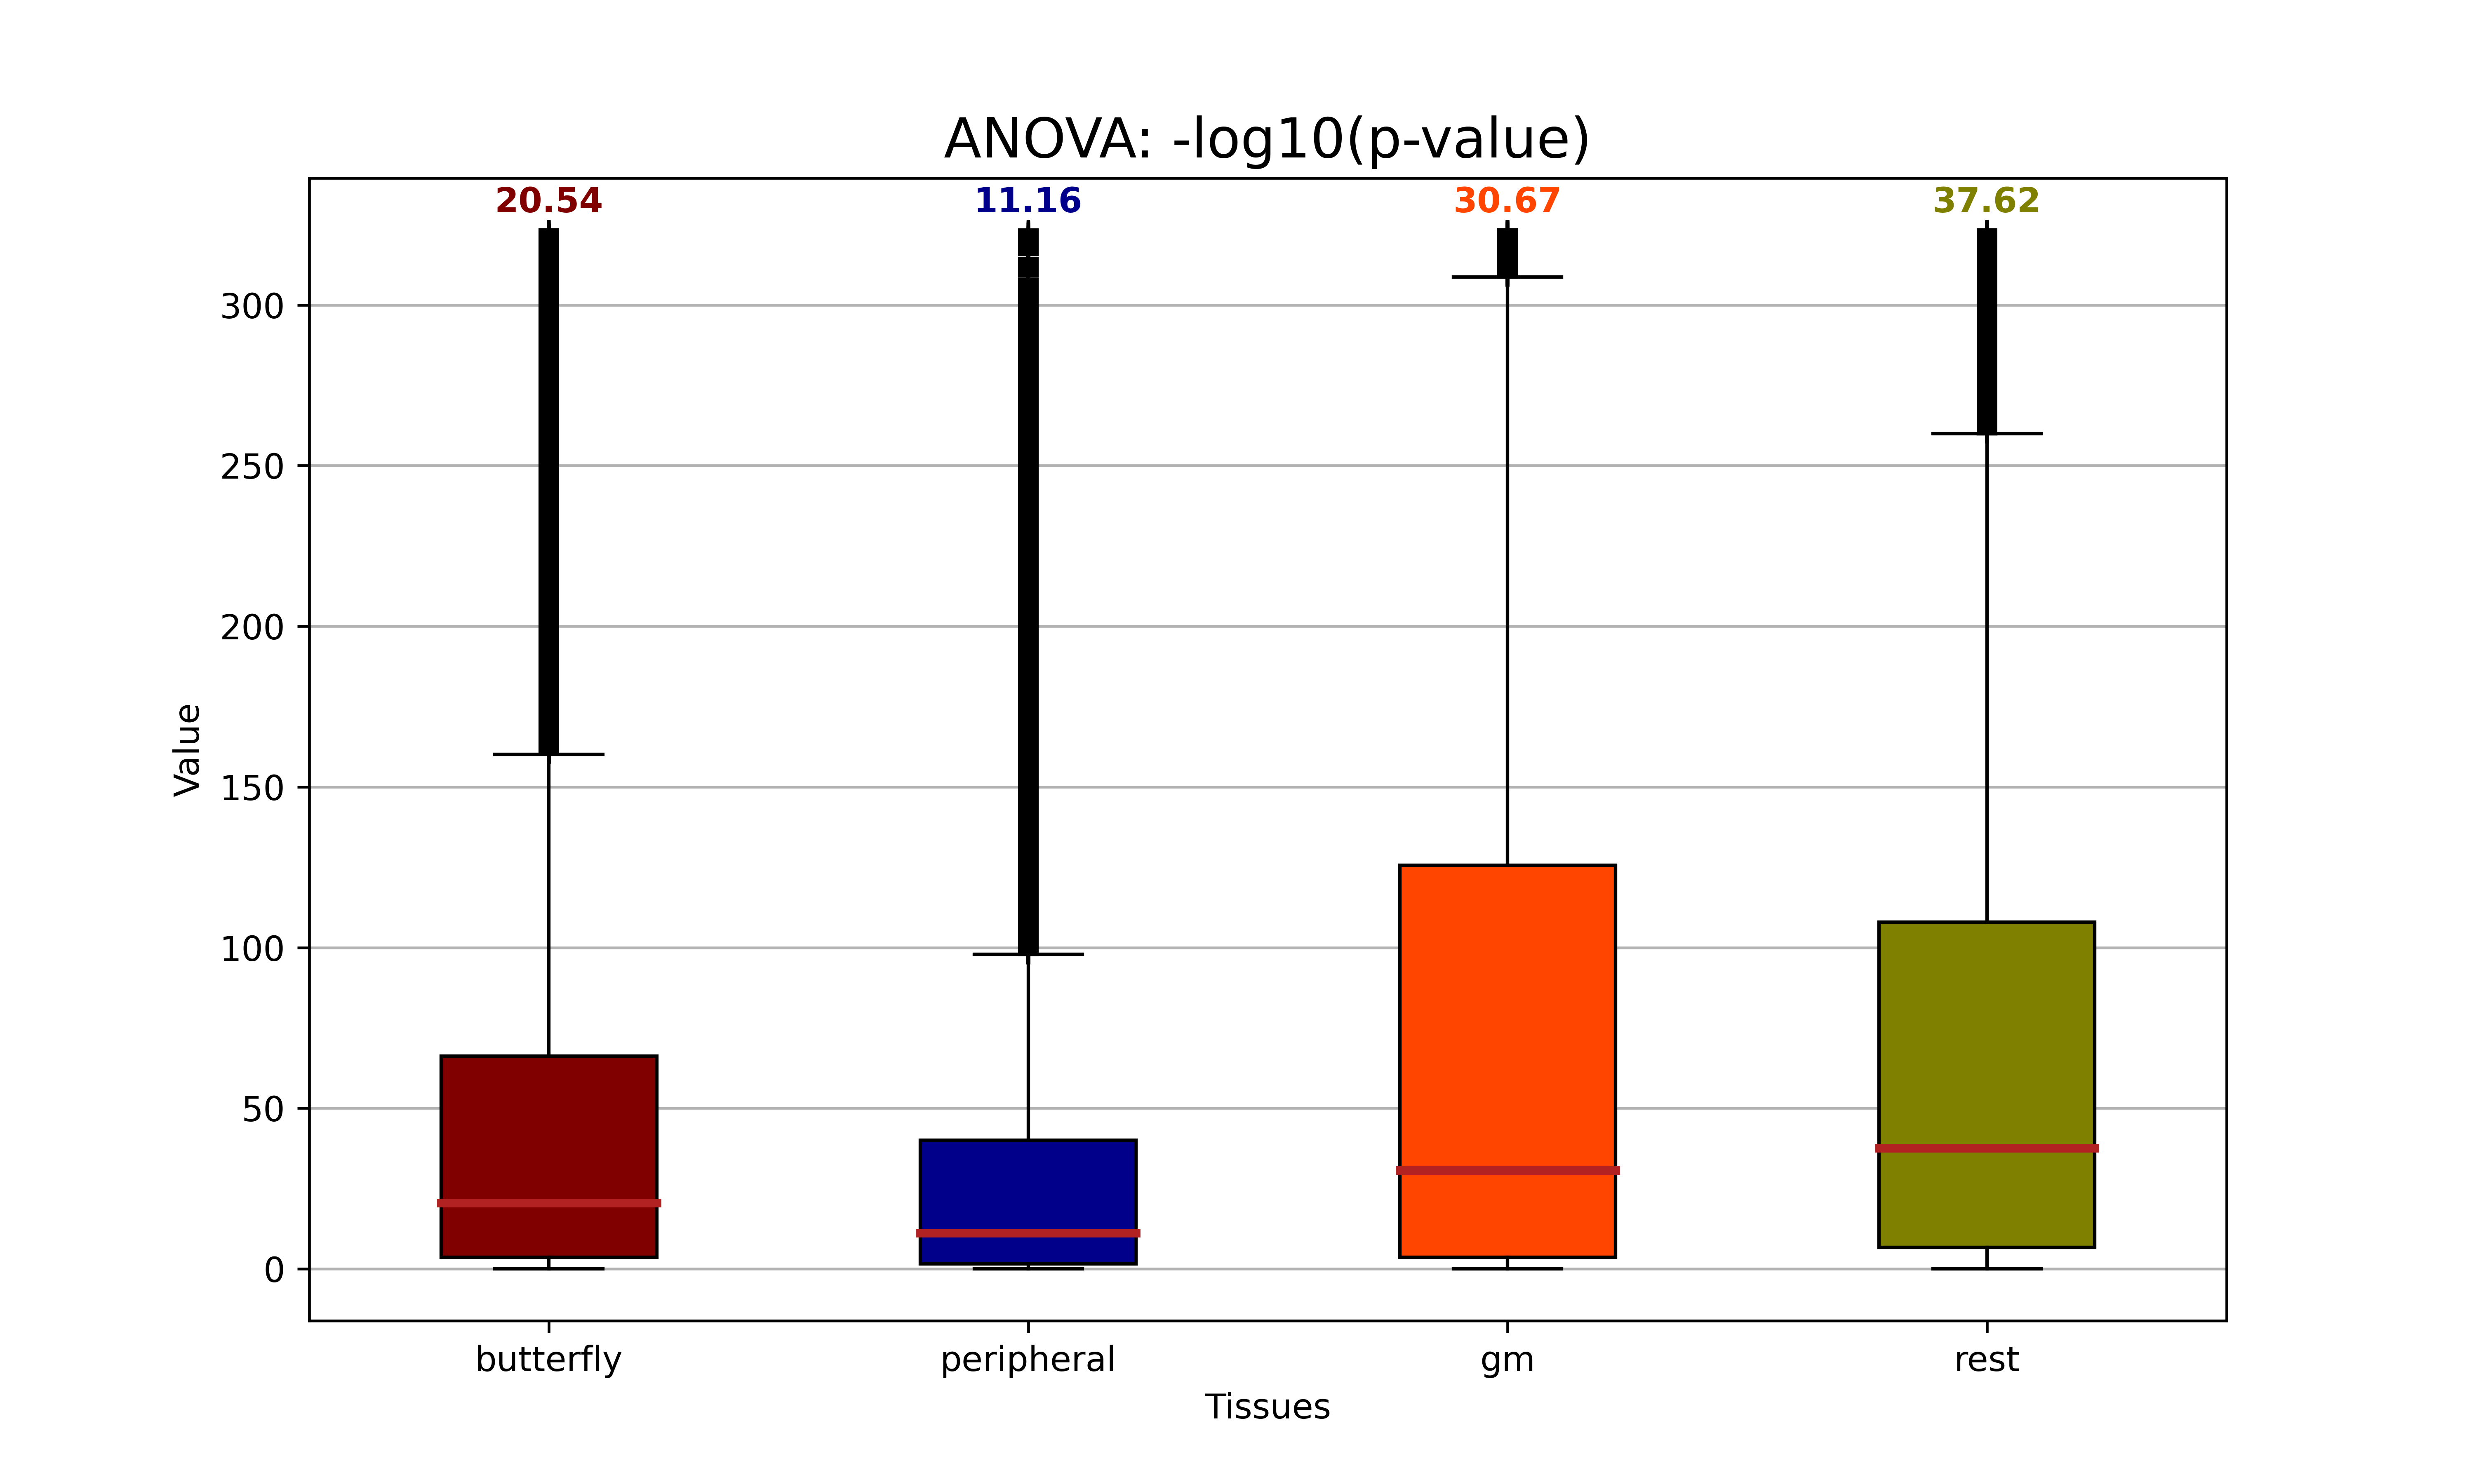 ANOVA: -log10(p-value)
20.54 11.16 30.67 37.62
300
250
200
150
100
50
0
Value
butterfly peripheral gm rest
Tissues